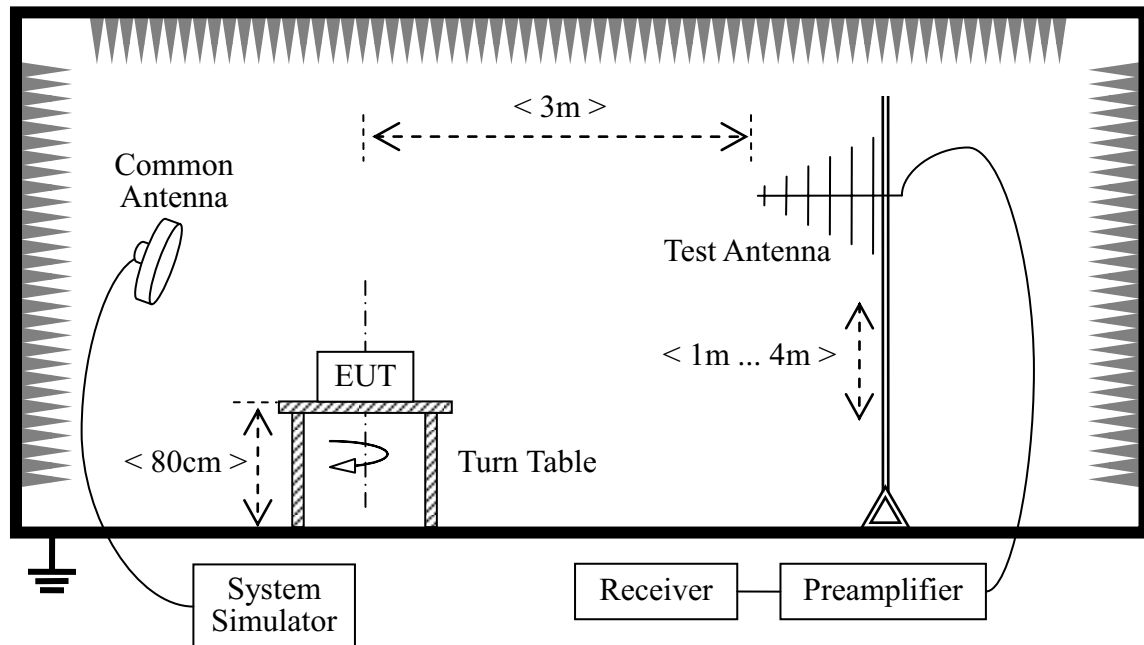 < 3m >
Common
Antenna
Test Antenna
< 1m ... 4m >
EUT
< 80cm >
Turn Table
System
Simulator
Receiver
Preamplifier